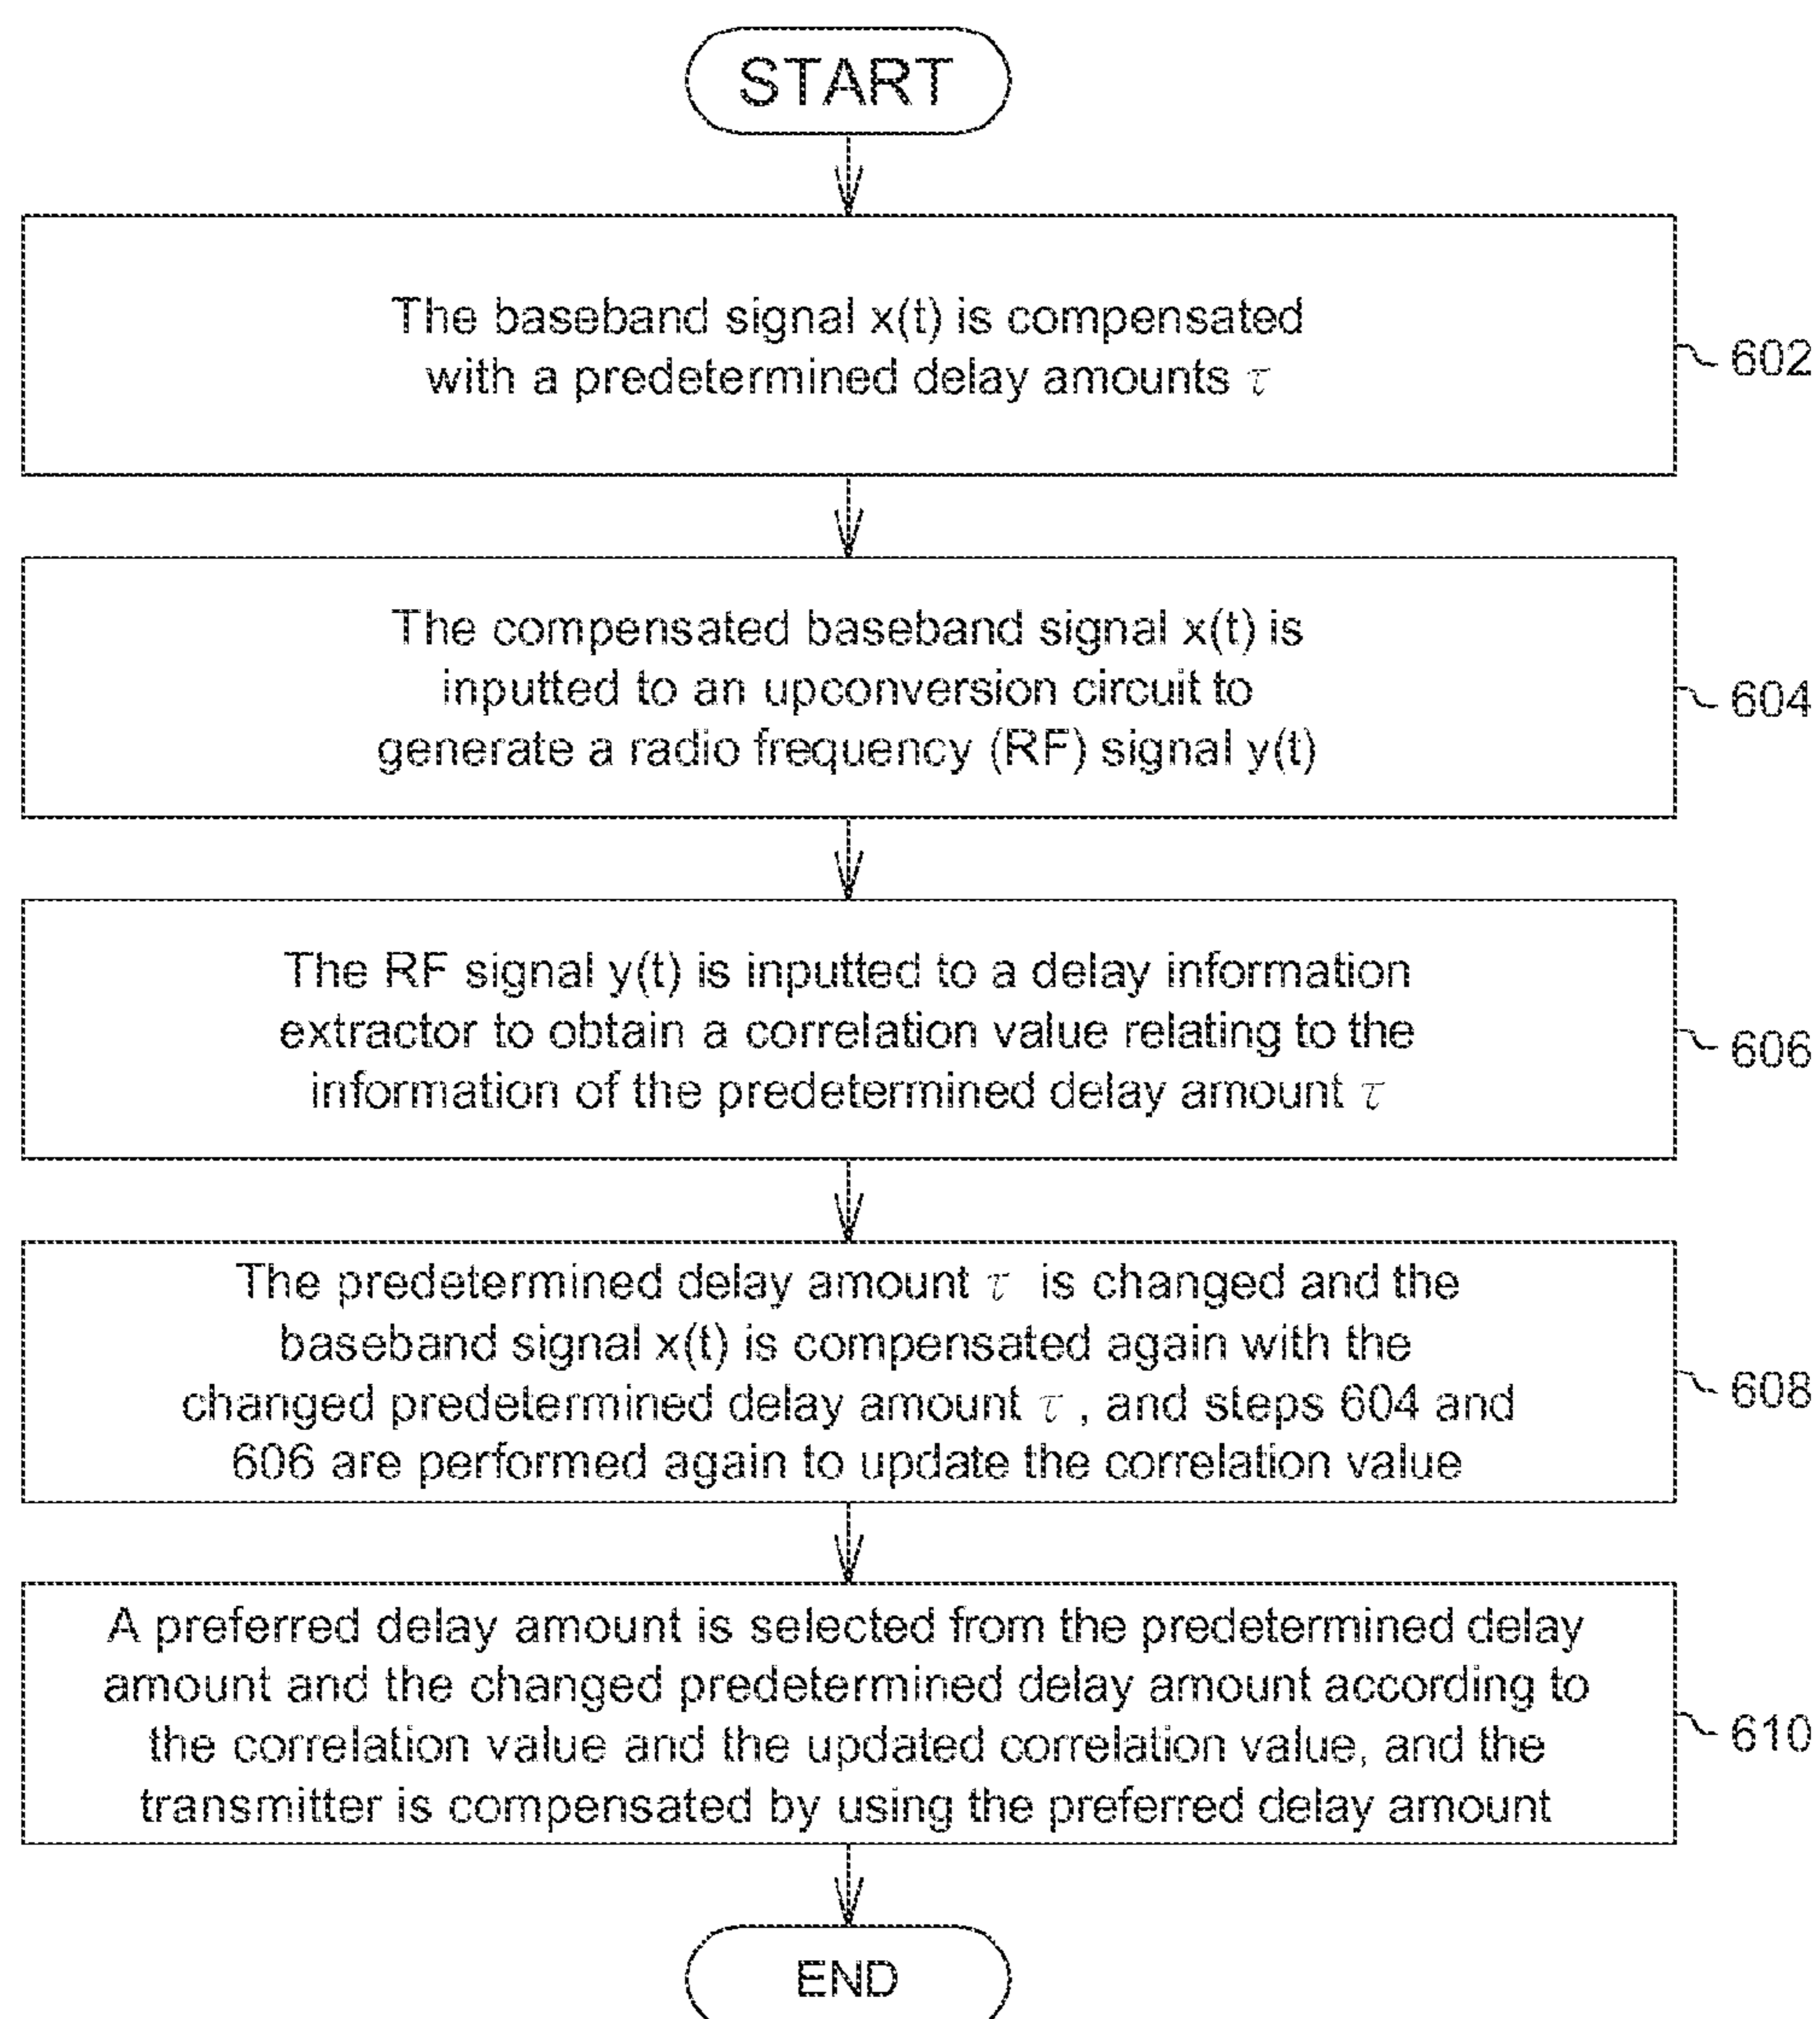 START
The baseband signal x(t) is compensated
with a predetermined delay amounts τ
602
The compensated baseband signal x(t) is
inputted to an upconversion circuit to
generate a radio frequency (RF) signal y(t)
604
The RF signal y(t) is inputted to a delay information
extractor to obtain a correlation value relating to the
information of the predetermined delay amount τ
606
The predetermined delay amount τ is changed and the
baseband signal x(t) is compensated again with the
changed predetermined delay amount τ , and steps 604 and
606 are performed again to update the correlation value
608
A preferred delay amount is selected from the predetermined delay
amount and the changed predetermined delay amount according to
the correlation value and the updated correlation value, and the
transmitter is compensated by using the preferred delay amount
610
END